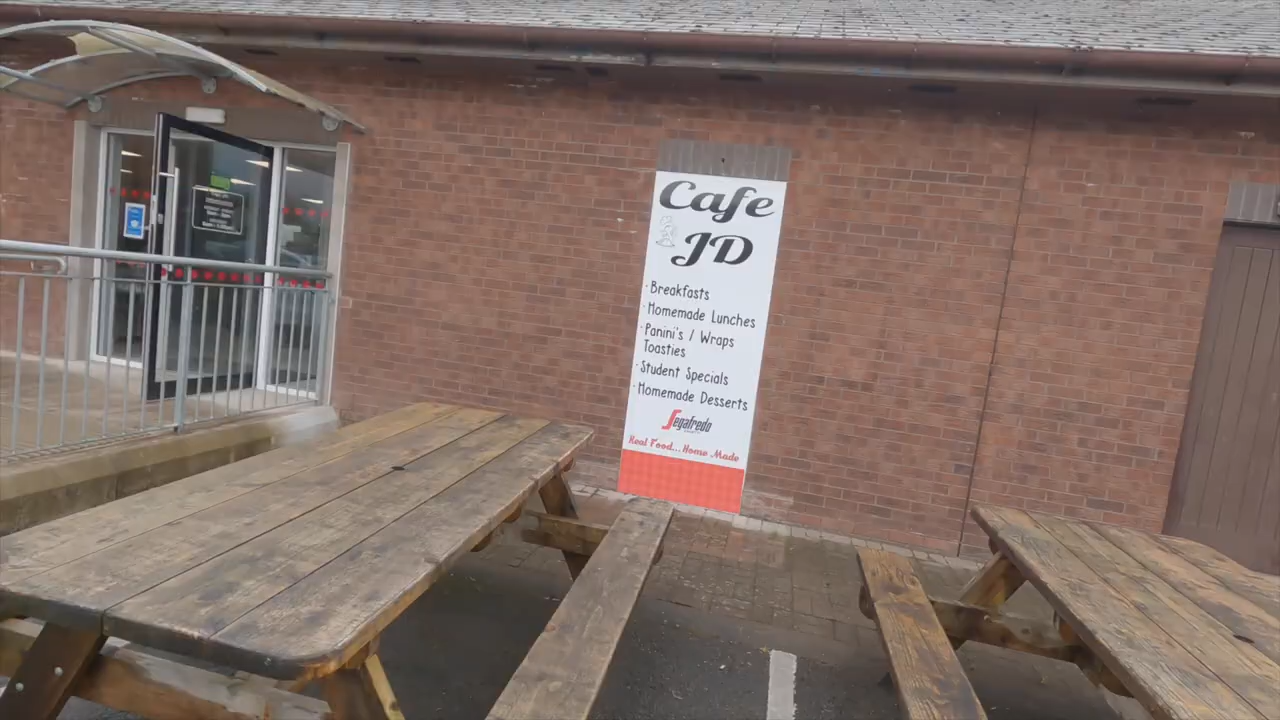 Cafe
JD
· Breakfasts
· Homemade Lunches
· Panini's / Wraps
Toasties
· Student Specials
· Homemade Desserts
Segafredo
Real Food... Home Made